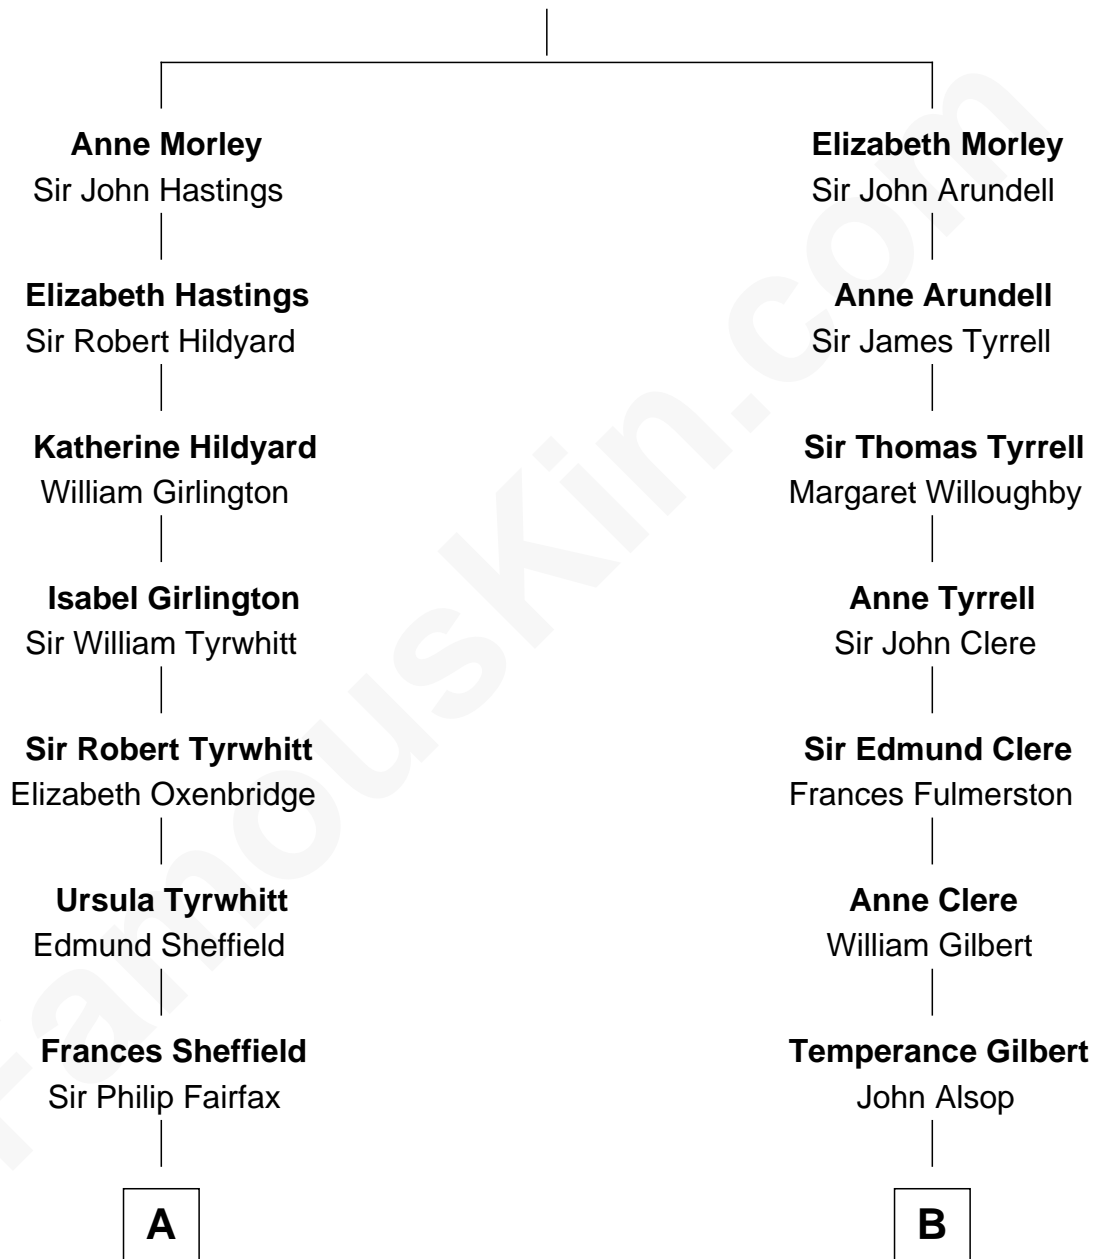 Anne Morley
Sir John Hastings
Elizabeth Hastings
Sir Robert Hildyard
Katherine Hildyard
William Girlington
Isabel Girlington
Sir William Tyrwhitt
Sir Robert Tyrwhitt
Elizabeth Oxenbridge
Ursula Tyrwhitt
Edmund Sheffield
Frances Sheffield
Sir Philip Fairfax
A
Elizabeth Morley
Sir John Arundell
Anne Arundell
Sir James Tyrrell
Sir Thomas Tyrrell
Margaret Willoughby
Anne Tyrrell
Sir John Clere
Sir Edmund Clere
Frances Fulmerston
Anne Clere
William Gilbert
Temperance Gilbert
John Alsop
B
FamousKin.com